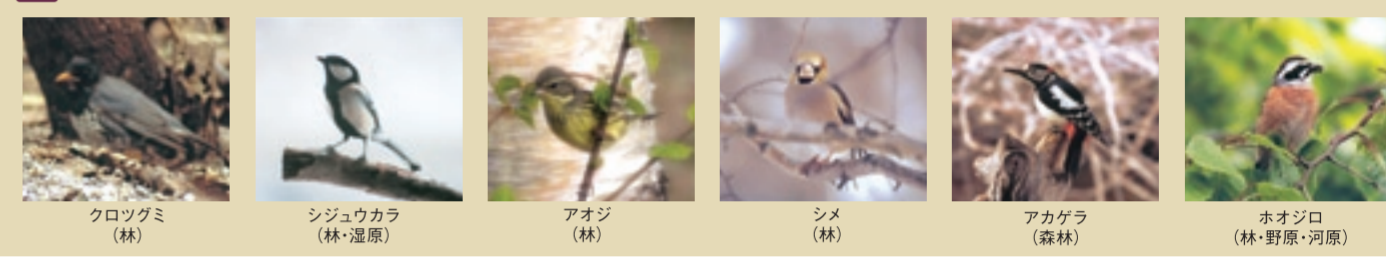 クロツグミ
（林）
シジュウカラ
（林・湿原）
アオジ
（林）
シメ
（林）
アカゲラ
（森林）
ホオジロ
（林・野原・河原）